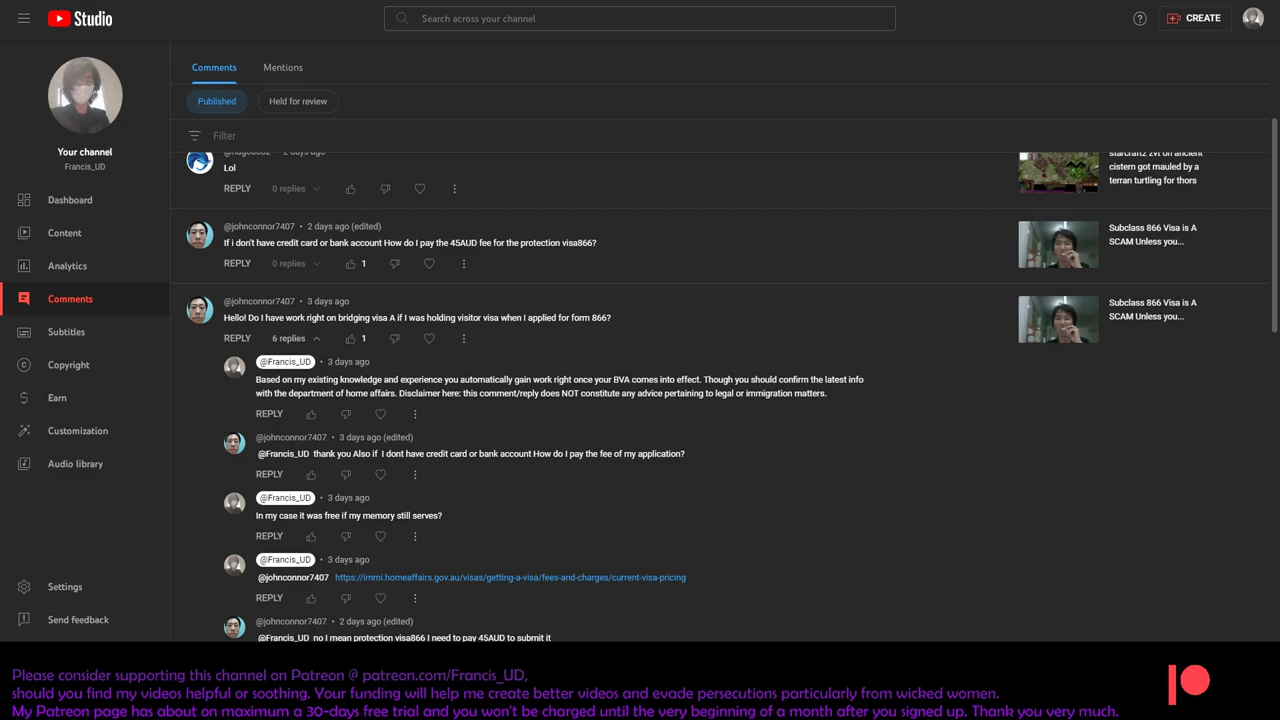 Studio
Search across your channel
CREATE
Your channel
Francis_UD
Dashboard
Content
Analytics
Comments
Subtitles
Copyright
Earn
Customization
Audio library
Settings
Send feedback
Comments
Mentions
Published
Held for review
Filter
2 days ago
Lol
REPLY
0 replies
starcraft2 zvt on ancient
cistern got mauled by a
terran turtling for thors
@johnconnor7407 • 2 days ago (edited)
If i don't have credit card or bank account How do I pay the 45AUD fee for the protection visa866?
REPLY
0 replies
1
Subclass 866 Visa is A
SCAM Unless you...
@johnconnor7407 • 3 days ago
Hello! Do I have work right on bridging visa A if I was holding visitor visa when I applied for form 866?
REPLY
6 replies
1
Subclass 866 Visa is A
SCAM Unless you...
@Francis_UD • 3 days ago
Based on my existing knowledge and experience you automatically gain work right once your BVA comes into effect. Though you should confirm the latest info
with the department of home affairs. Disclaimer here: this comment/reply does NOT constitute any advice pertaining to legal or immigration matters.
REPLY
@johnconnor7407 • 3 days ago (edited)
@Francis_UD thank you Also if I dont have credit card or bank account How do I pay the fee of my application?
REPLY
@Francis_UD • 3 days ago
In my case it was free if my memory still serves?
REPLY
@Francis_UD • 3 days ago
@johnconnor7407 https://immi.homeaffairs.gov.au/visas/getting-a-visa/fees-and-charges/current-visa-pricing
REPLY
@johnconnor7407 • 2 days ago (edited)
@Francis_UD no I mean protection visa866 I need to pay 45AUD to submit it
Please consider supporting this channel on Patreon @ patreon.com/Francis_UD,
should you find my videos helpful or soothing. Your funding will help me create better videos and evade persecutions particularly from wicked women.
My Patreon page has about on maximum a 30-days free trial and you won't be charged until the very beginning of a month after you signed up. Thank you very much.